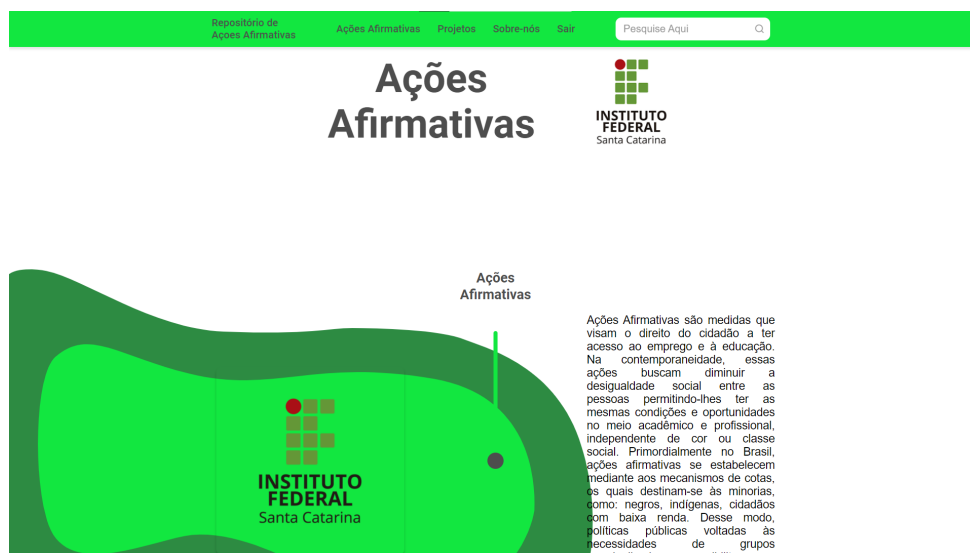 Repositório de
Açoes Afirmativas
Ações Afirmativas
Projetos
Sobre-nós
Sair
Pesquise Aqui
Ações
Afirmativas
INSTITUTO
FEDERAL
Santa Catarina
Ações
Afirmativas
INSTITUTO
FEDERAL
Santa Catarina
Ações Afirmativas são medidas que
visam o direito do cidadão a ter
acesso ao emprego e à educação.
Na contemporaneidade, essas
ações buscam diminuir a
desigualdade social entre as
pessoas permitindo-lhes ter as
mesmas condições e oportunidades
no meio acadêmico e profissional,
independente de cor ou classe
social. Primordialmente no Brasil,
ações afirmativas se estabelecem
mediante aos mecanismos de cotas,
os quais destinam-se às minorias,
como: negros, indígenas, cidadãos
com baixa renda. Desse modo,
políticas públicas voltadas às
necessidades de grupos